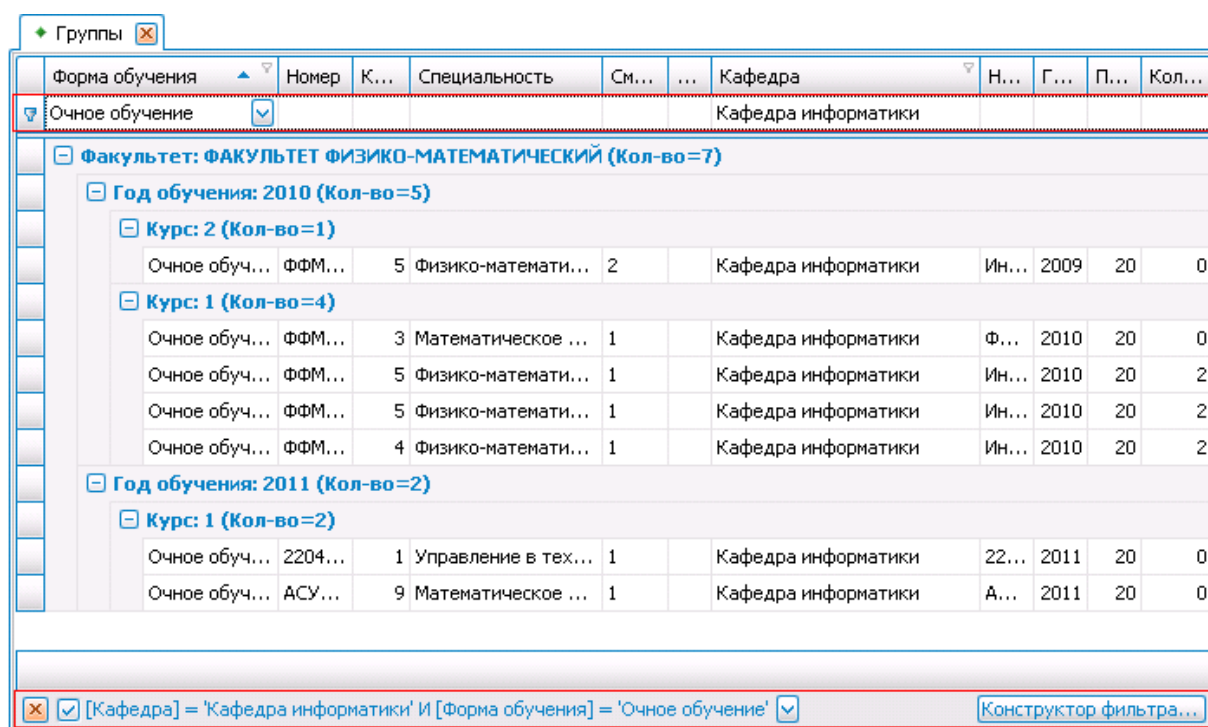 Группы
Форма обучения Номер К... Специальность См... ... Кафедра Н... Г... П... Кол...
Очное обучение Кафедра информатики
Факультет: ФАКУЛЬТЕТ ФИЗИКО-МАТЕМАТИЧЕСКИЙ (Кол-во=7)
Год обучения: 2010 (Кол-во=5)
Курс: 2 (Кол-во=1)
Очное обуч... ФФМ... 5 Физико-математи... 2 Кафедра информатики Ин... 2009 20 0
Курс: 1 (Кол-во=4)
Очное обуч... ФФМ... 3 Математическое ... 1 Кафедра информатики Ф... 2010 20 0
Очное обуч... ФФМ... 5 Физико-математи... 1 Кафедра информатики Ин... 2010 20 2
Очное обуч... ФФМ... 5 Физико-математи... 1 Кафедра информатики Ин... 2010 20 2
Очное обуч... ФФМ... 4 Физико-математи... 1 Кафедра информатики Ин... 2010 20 2
Год обучения: 2011 (Кол-во=2)
Курс: 1 (Кол-во=2)
Очное обуч... 2204... 1 Управление в тех... 1 Кафедра информатики 22... 2011 20 0
Очное обуч... АСУ... 9 Математическое ... 1 Кафедра информатики А... 2011 20 0
[Кафедра] = 'Кафедра информатики' И [Форма обучения] = 'Очное обучение' Конструктор фильтра...